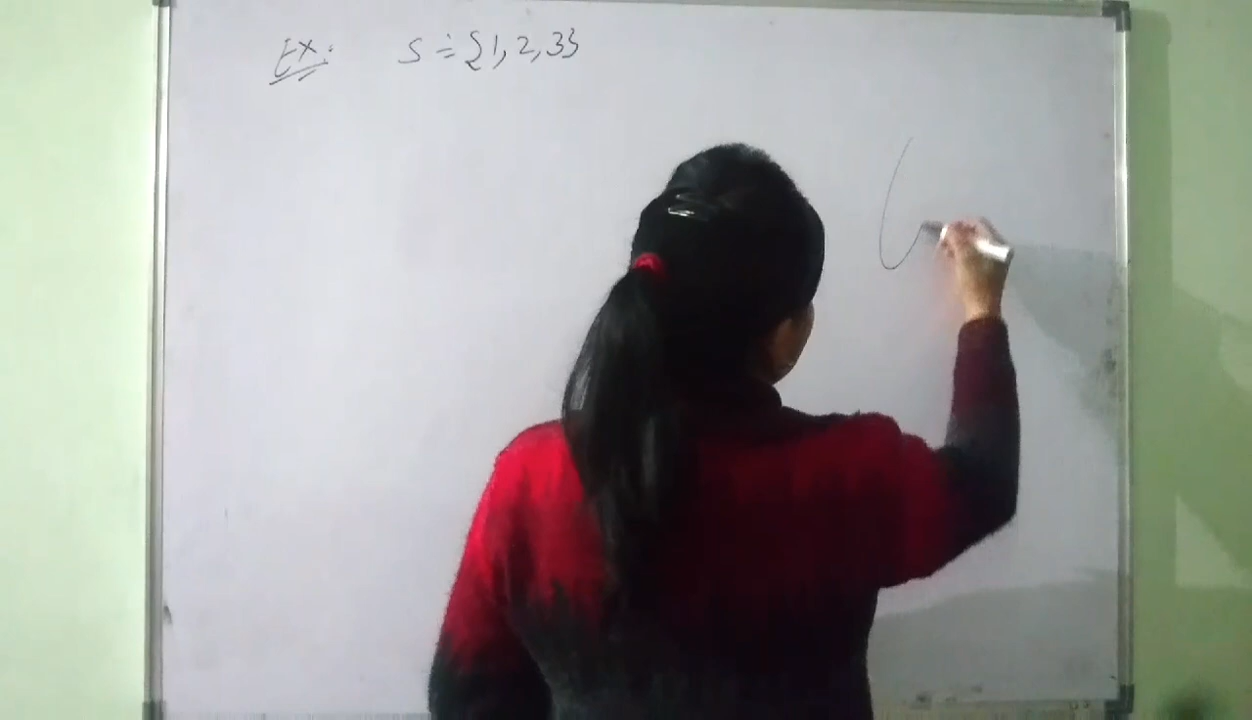 Ex: S = {1, 2, 3}